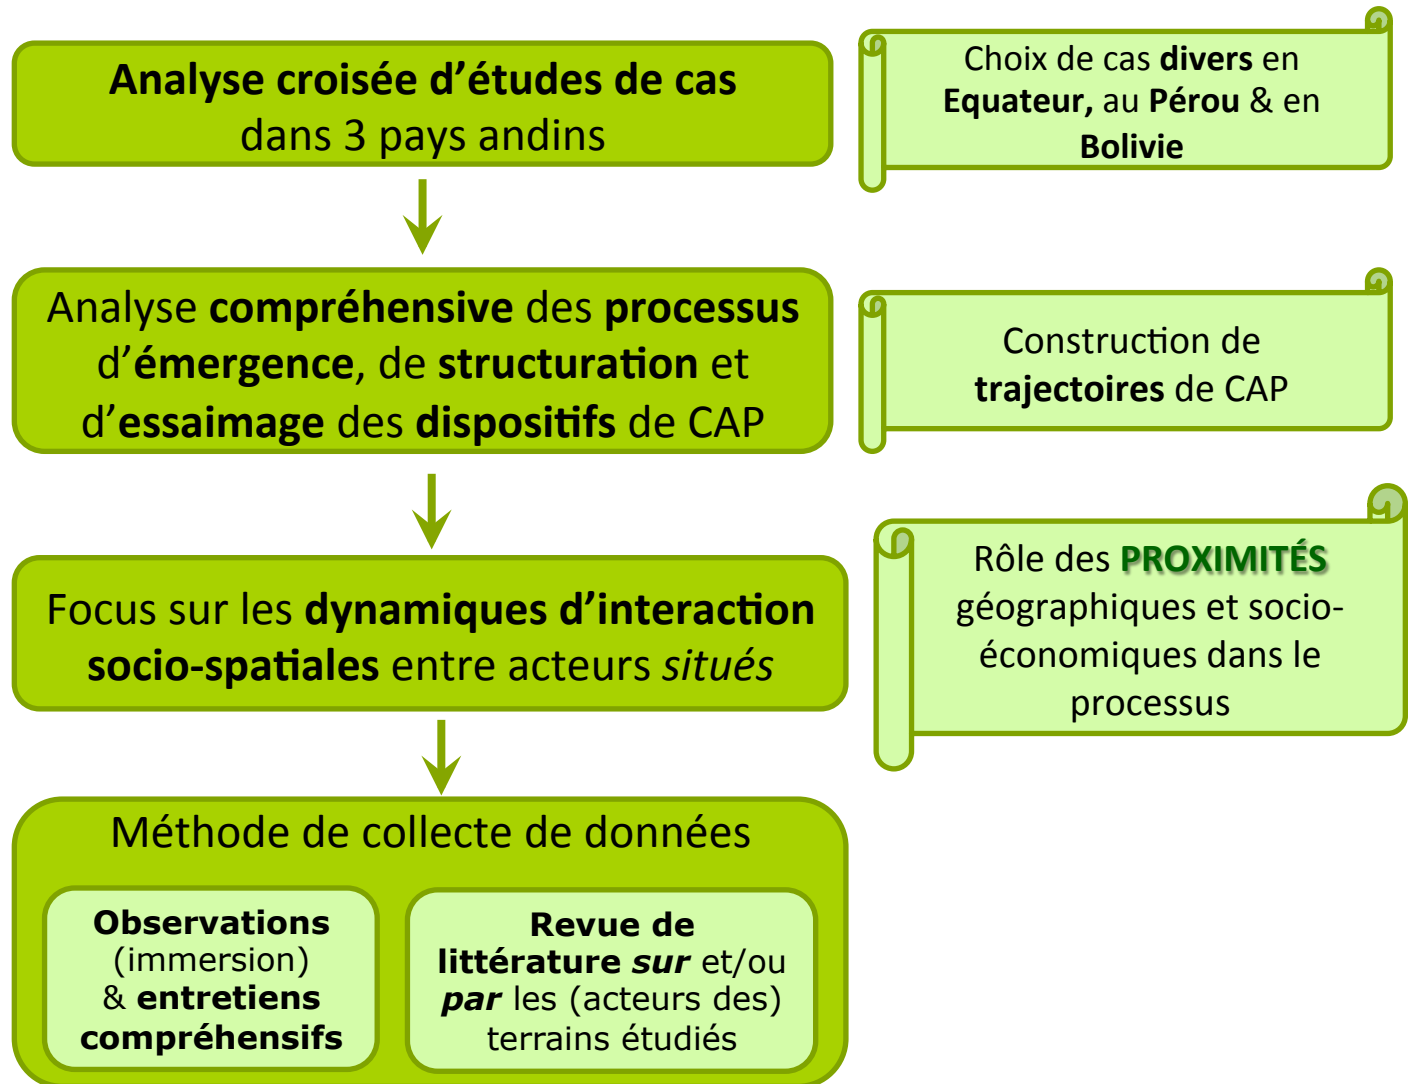 Analyse croisée d’études de cas
dans 3 pays andins
Choix de cas divers en
Equateur, au Pérou & en
Bolivie
Analyse compréhensive des processus
d’émergence, de structuration et
d’essaimage des dispositifs de CAP
Construction de
trajectoires de CAP
Focus sur les dynamiques d’interaction
socio-spatiales entre acteurs situés
Rôle des PROXIMITÉS
géographiques et socio-
économiques dans le
processus
Méthode de collecte de données
Observations
(immersion)
& entretiens
compréhensifs
Revue de
littérature sur et/ou
par les (acteurs des)
terrains étudiés